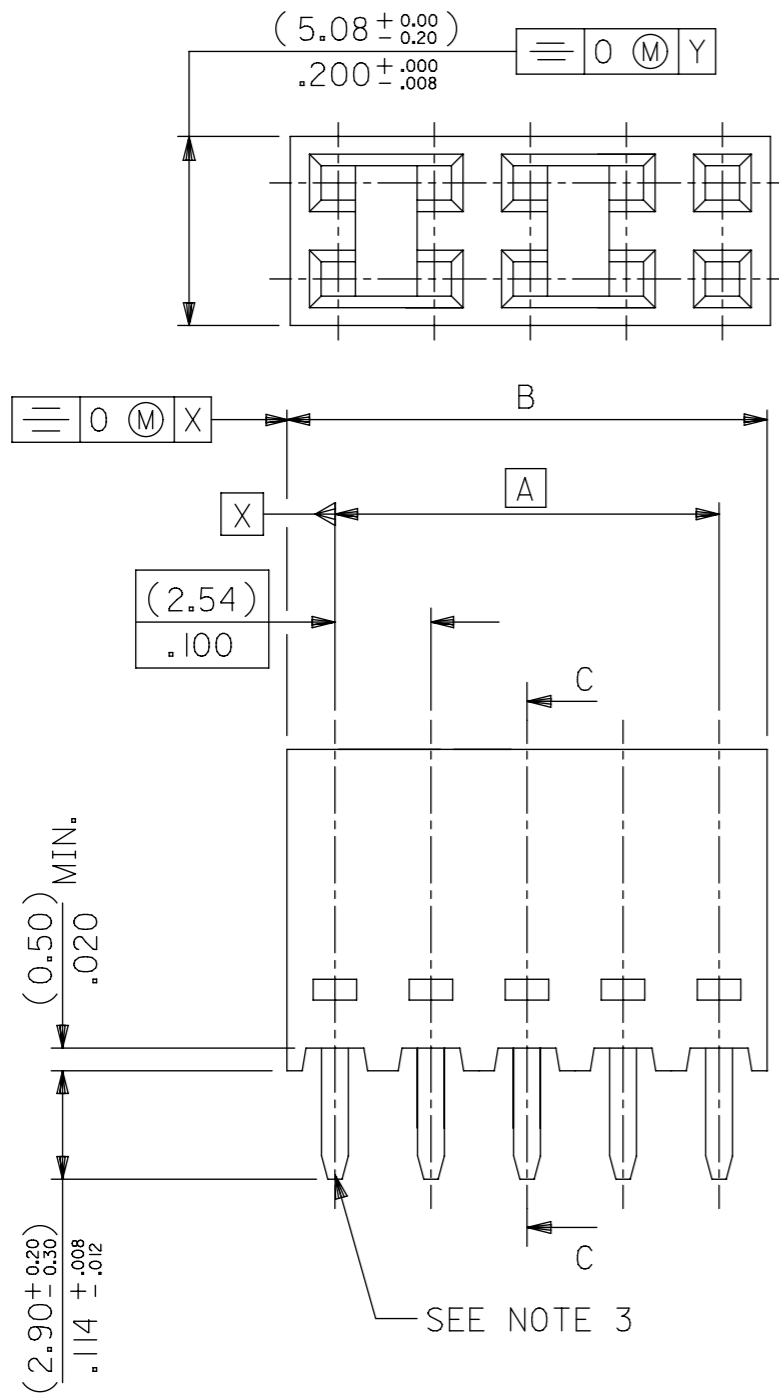 (5.08 + 0.00 - 0.20)
.200 + .000 - .008
⌯ 0 Ⓜ Y
⌯ 0 Ⓜ X
B
X
A
(2.54)
.100
C
(0.50) MIN.
.020
C
(2.90 + 0.20 - 0.30)
.114 + .008 - .012
SEE NOTE 3